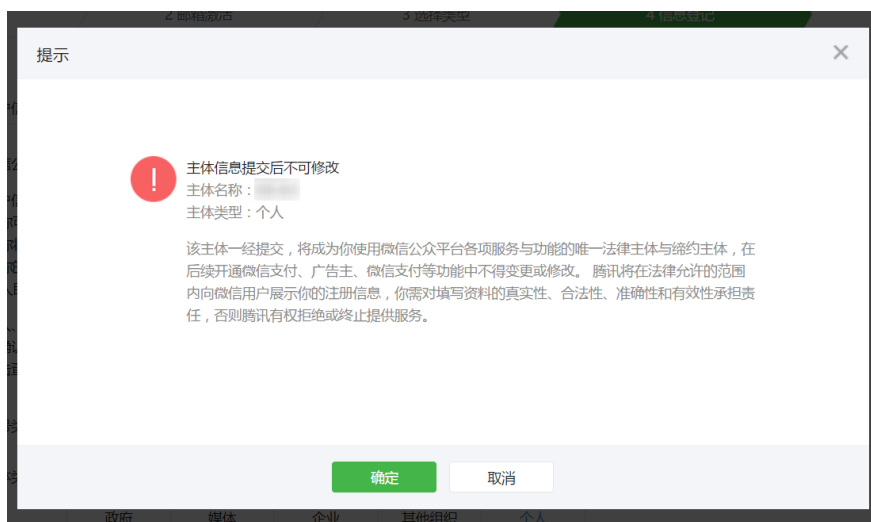 2 邮箱激活
3 选择类型
4 信息登记
提示
主体信息提交后不可修改
主体名称：
主体类型：个人
该主体一经提交，将成为你使用微信公众平台各项服务与功能的唯一法律主体与缔约主体，在
后续开通微信支付、广告主、微信支付等功能中不得变更或修改。 腾讯将在法律允许的范围
内向微信用户展示你的注册信息，你需对填写资料的真实性、合法性、准确性和有效性承担责
任，否则腾讯有权拒绝或终止提供服务。
确定
取消
政府
媒体
企业
其他组织
个人